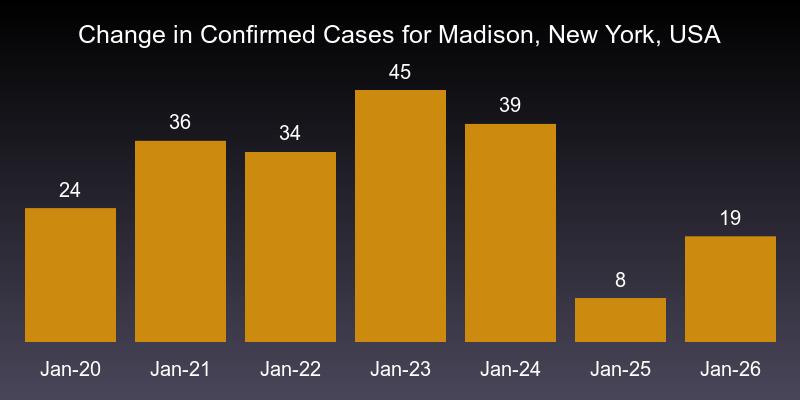 Change in Confirmed Cases for Madison, New York, USA
24
36
34
45
39
8
19
Jan-20
Jan-21
Jan-22
Jan-23
Jan-24
Jan-25
Jan-26